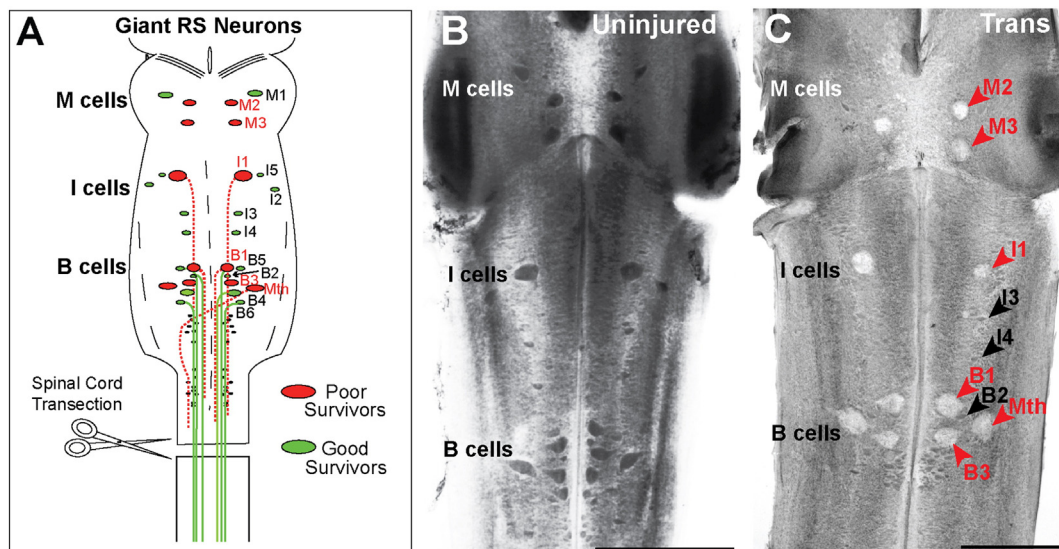 A
Giant RS Neurons
M cells
M1
M2
M3
I1
I5
I cells
I2
I3
I4
B1
B5
B cells
B2
B3
Mth
B4
B6
Spinal Cord
Transection
Poor
Survivors
Good
Survivors
B
Uninjured
M cells
I cells
B cells
C
Trans
M cells
M2
M3
I cells
I1
I3
I4
B1
B2
Mth
B cells
B3